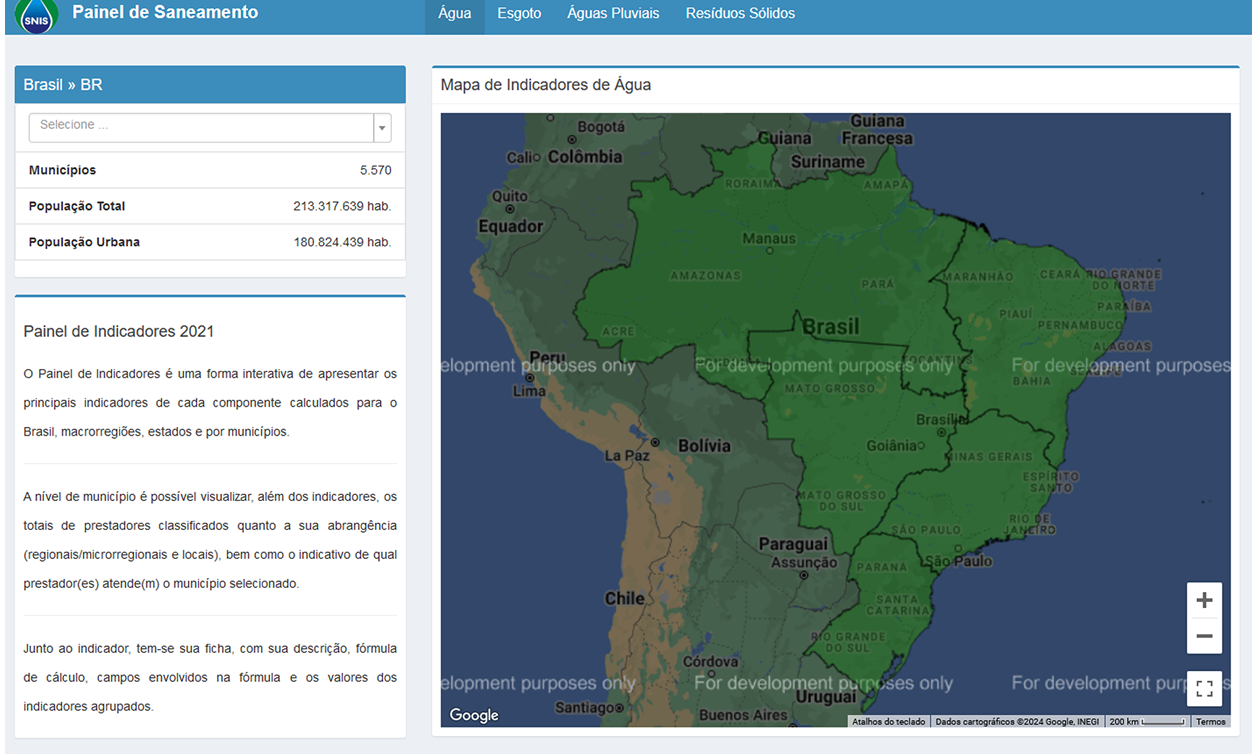 SNIS
Painel de Saneamento
Água
Esgoto
Águas Pluviais
Resíduos Sólidos
Brasil » BR
Selecione ...
Municípios 5.570
População Total 213.317.639 hab.
População Urbana 180.824.439 hab.
Painel de Indicadores 2021
O Painel de Indicadores é uma forma interativa de apresentar os
principais indicadores de cada componente calculados para o
Brasil, macrorregiões, estados e por municípios.
A nível de município é possível visualizar, além dos indicadores, os
totais de prestadores classificados quanto a sua abrangência
(regionais/microrregionais e locais), bem como o indicativo de qual
prestador(es) atende(m) o município selecionado.
Junto ao indicador, tem-se sua ficha, com sua descrição, fórmula
de cálculo, campos envolvidos na fórmula e os valores dos
indicadores agrupados.
Mapa de Indicadores de Água
Bogotá
Cali
Colômbia
Guiana
Guiana
Francesa
Suriname
RORAIMA
AMAPÁ
Quito
Equador
Manaus
AMAZONAS
PARÁ
MARANHÃO
CEARÁ
RIO GRANDE
DO NORTE
PARAÍBA
PIAUÍ
PERNAMBUCO
ACRE
Brasil
ALAGOAS
SERGIPE
Peru
TOCANTINS
elopment purposes only
For development purposes only
For development purposes
BAHIA
Lima
MATO GROSSO
Brasília
Goiânia
Bolívia
La Paz
MINAS GERAIS
ESPÍRITO
SANTO
MATO GROSSO
DO SUL
RIO DE
JANEIRO
SÃO PAULO
São Paulo
Paraguai
Assunção
PARANÁ
SANTA
CATARINA
Chile
RIO GRANDE
DO SUL
Córdova
elopment purposes only
For development purposes only
For development purp ses
Uruguai
Santiago
Buenos Aires
Google
Atalhos do teclado
Dados cartográficos ©2024 Google, INEGI
200 km
Termos